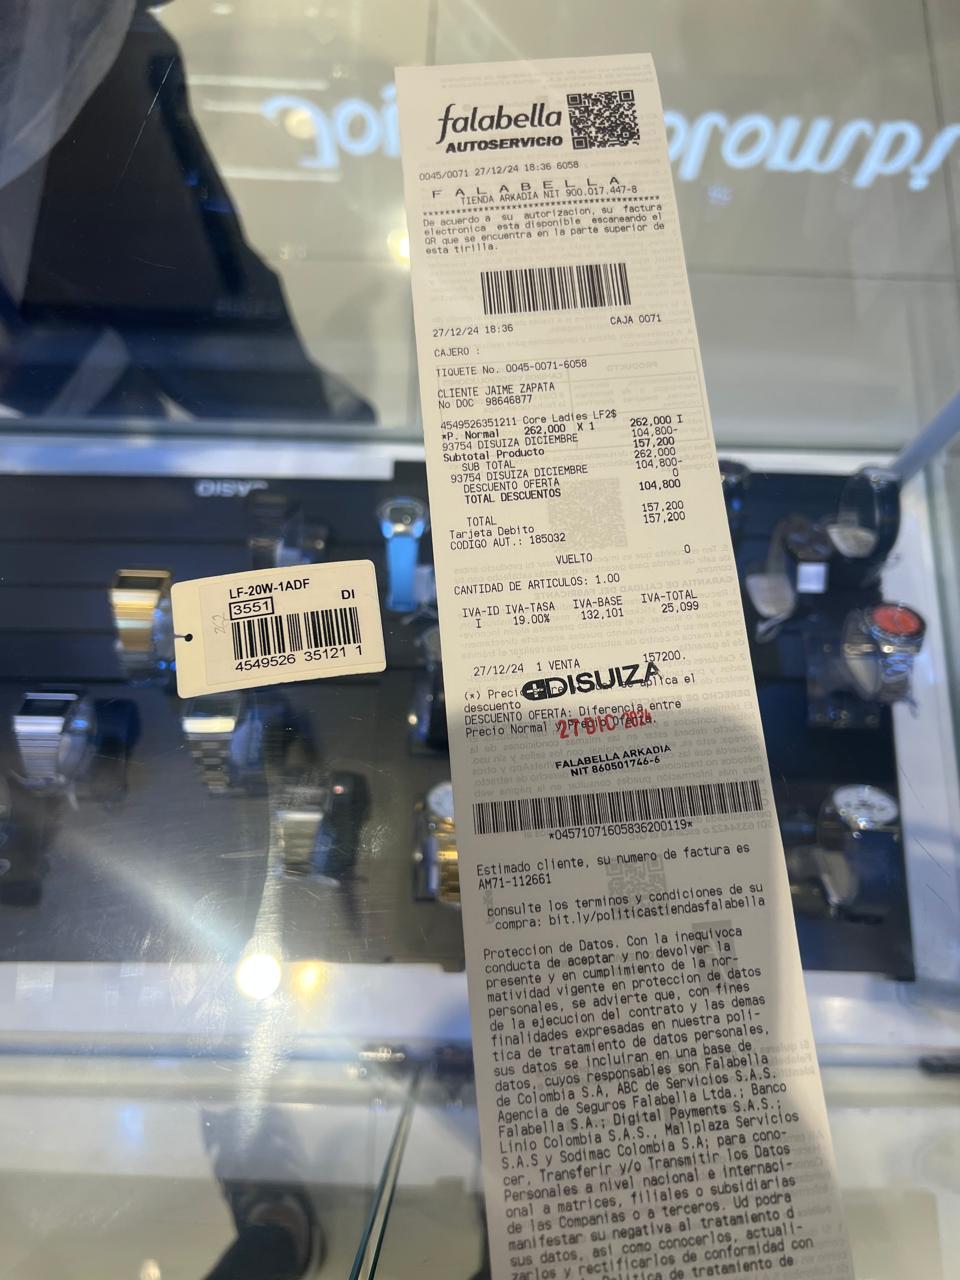 falabella
AUTOSERVICIO
0045/0071 27/12/24 18:36 6058
F A L A B E L L A
TIENDA ARKADIA NIT 900.017.447-8
De acuerdo a su autorizacion, su factura
electronica esta disponible escaneando el
QR que se encuentra en la parte superior de
esta tirilla.
27/12/24 18:36 CAJA 0071
CAJERO :
TIQUETE No. 0045-0071-6058
CLIENTE JAIME ZAPATA
No DOC 98646877
4549526351211 Core Ladies LF2$ 262,000 I
*P. Normal 262,000 X 1
93754 DISUIZA DICIEMBRE 104,800-
Subtotal Producto 157,200
SUB TOTAL 262,000
93754 DISUIZA DICIEMBRE 104,800-
DESCUENTO OFERTA 0
TOTAL DESCUENTOS 104,800
TOTAL 157,200
Tarjeta Debito 157,200
CODIGO AUT.: 185032
VUELTO 0
CANTIDAD DE ARTICULOS: 1.00
IVA-ID IVA-TASA IVA-BASE IVA-TOTAL
I 19.00% 132,101 25,099
27/12/24 1 VENTA 157200.
DISUIZA
descuento
DESCUENTO OFERTA: Diferencia entre
Precio Normal y
27 DIC 2024
FALABELLA ARKADIA
NIT 860501746-6
*04571071605836200119*
Estimado cliente, su numero de factura es
AM71-112661
consulte los terminos y condiciones de su
compra: bit.ly/politicastiendasfalabella
Proteccion de Datos. Con la inequivoca
conducta de aceptar y no devolver la
presente y en cumplimiento de la nor-
matividad vigente en proteccion de datos
personales, se advierte que, con fines
de la ejecucion del contrato y las demas
finalidades expresadas en nuestra poli-
tica de tratamiento de datos personales,
sus datos se incluiran en una base de
datos, cuyos responsables son Falabella
de Colombia S.A, ABC de Servicios S.A.S.
Agencia de Seguros Falabella Ltda.; Banco
Falabella S.A.; Digital Payments S.A.S.;
Linio Colombia S.A.S., Mallplaza Servicios
S.A.S y Sodimac Colombia S.A; para cono-
cer, Transferir y/o Transmitir los Datos
Personales a nivel nacional e internaci-
onal a matrices, filiales o subsidiarias
de las Companias o a terceros. Ud podra
manifestar su negativa al tratamiento d
sus datos, asi como conocerlos, actuali-
zarlos y rectificarlos de conformidad con
Politica de tratamiento de
LF-20W-1ADF
3551 DI
4549526 35121 1